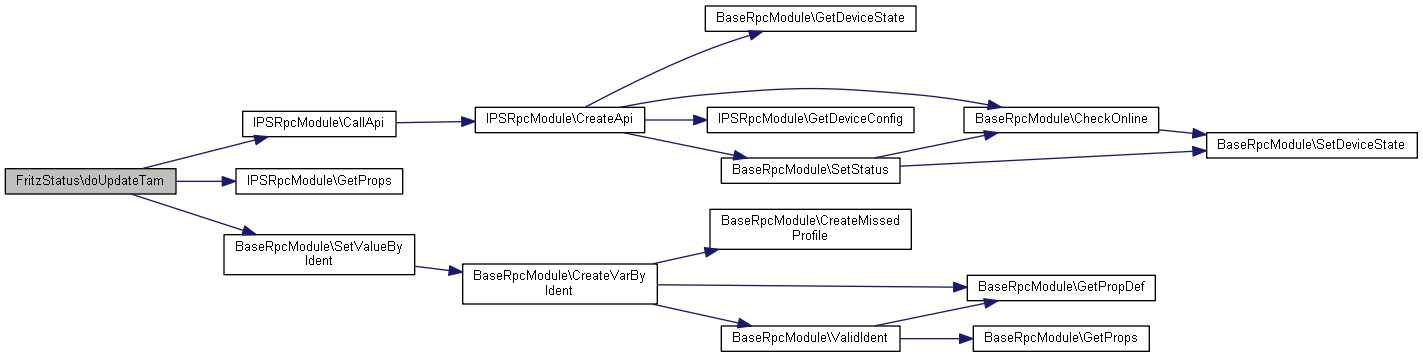 BaseRpcModule\GetDeviceState
IPSRpcModule\CallApi
IPSRpcModule\CreateApi
IPSRpcModule\GetDeviceConfig
BaseRpcModule\CheckOnline
BaseRpcModule\SetDeviceState
FritzStatus\doUpdateTam
IPSRpcModule\GetProps
BaseRpcModule\SetStatus
BaseRpcModule\SetValueBy
Ident
BaseRpcModule\CreateMissed
Profile
BaseRpcModule\CreateVarBy
Ident
BaseRpcModule\GetPropDef
BaseRpcModule\ValidIdent
BaseRpcModule\GetProps